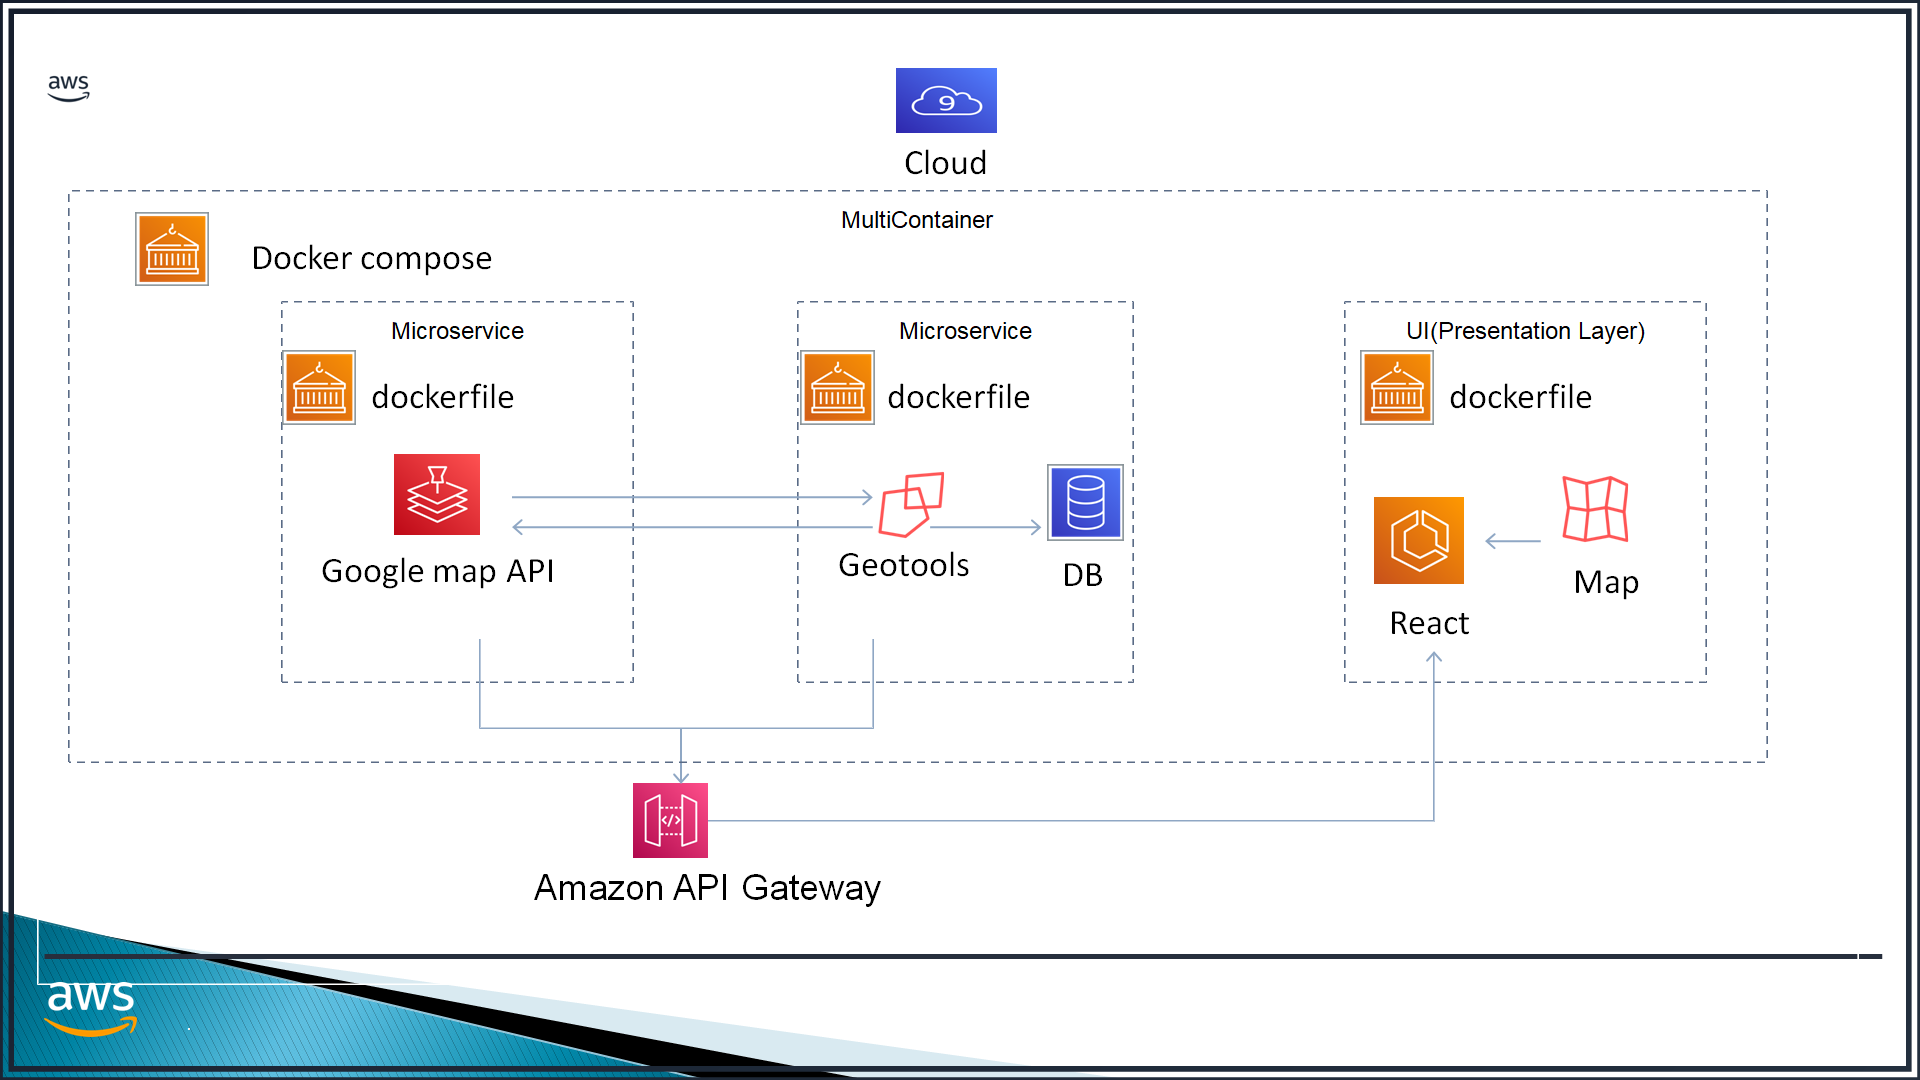 aws
9
Cloud
MultiContainer
Docker compose
Microservice
dockerfile
Google map API
Microservice
dockerfile
Geotools
DB
UI(Presentation Layer)
dockerfile
Map
React
</>
Amazon API Gateway
aws